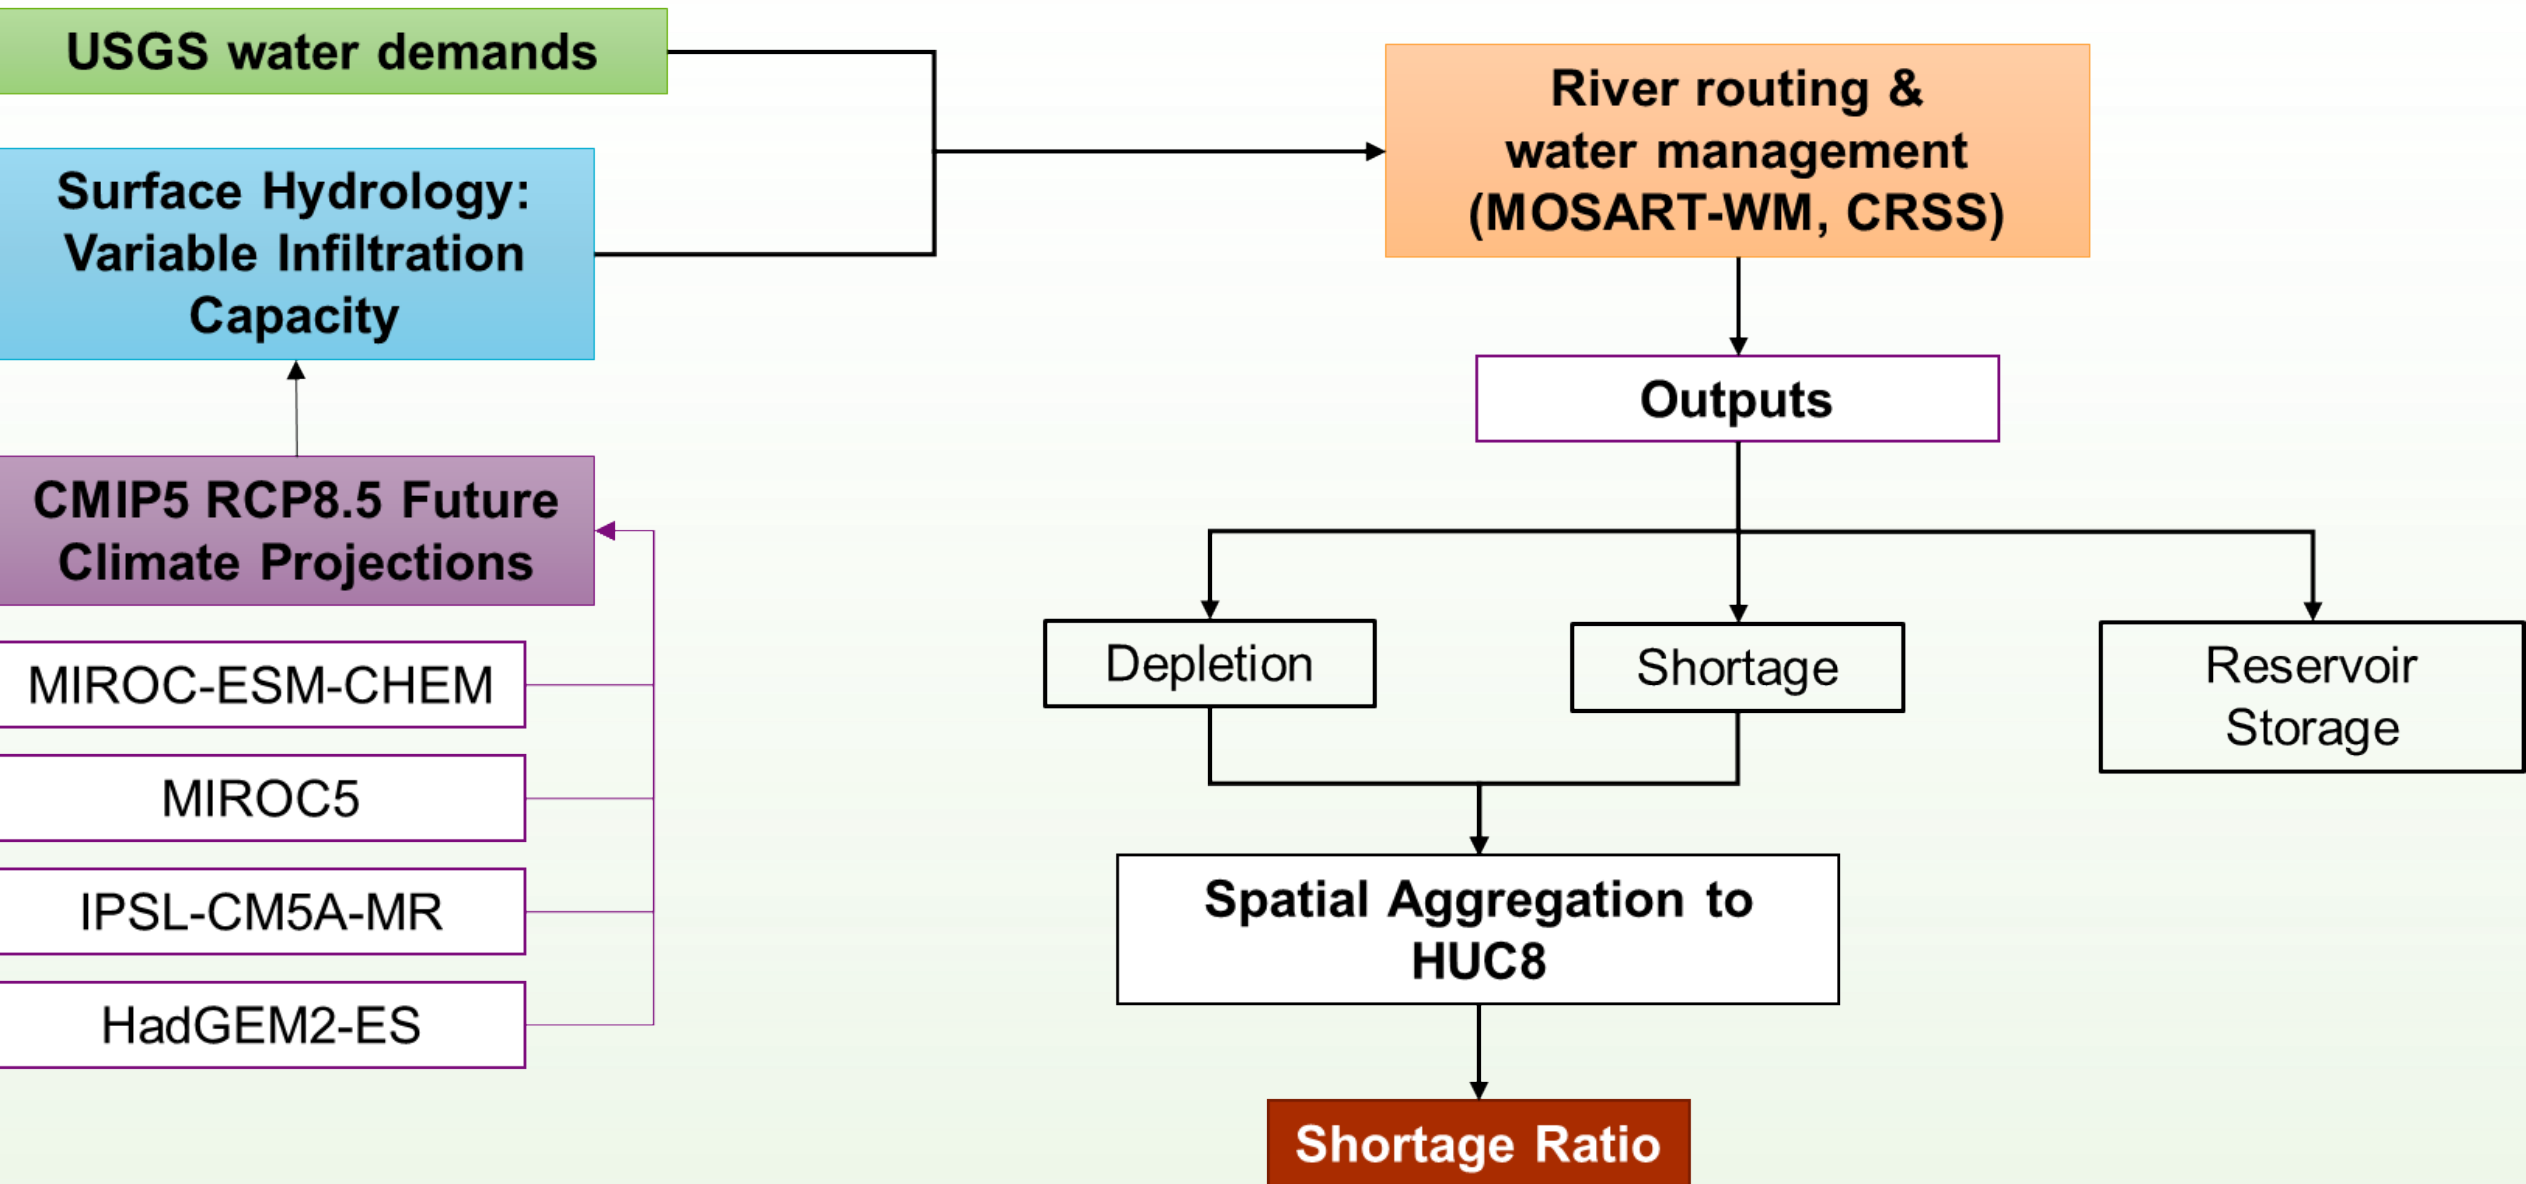 USGS water demands
Surface Hydrology:
Variable Infiltration
Capacity
CMIP5 RCP8.5 Future
Climate Projections
MIROC-ESM-CHEM
MIROC5
IPSL-CM5A-MR
HadGEM2-ES
River routing &
water management
(MOSART-WM, CRSS)
Outputs
Depletion
Shortage
Reservoir
Storage
Spatial Aggregation to
HUC8
Shortage Ratio